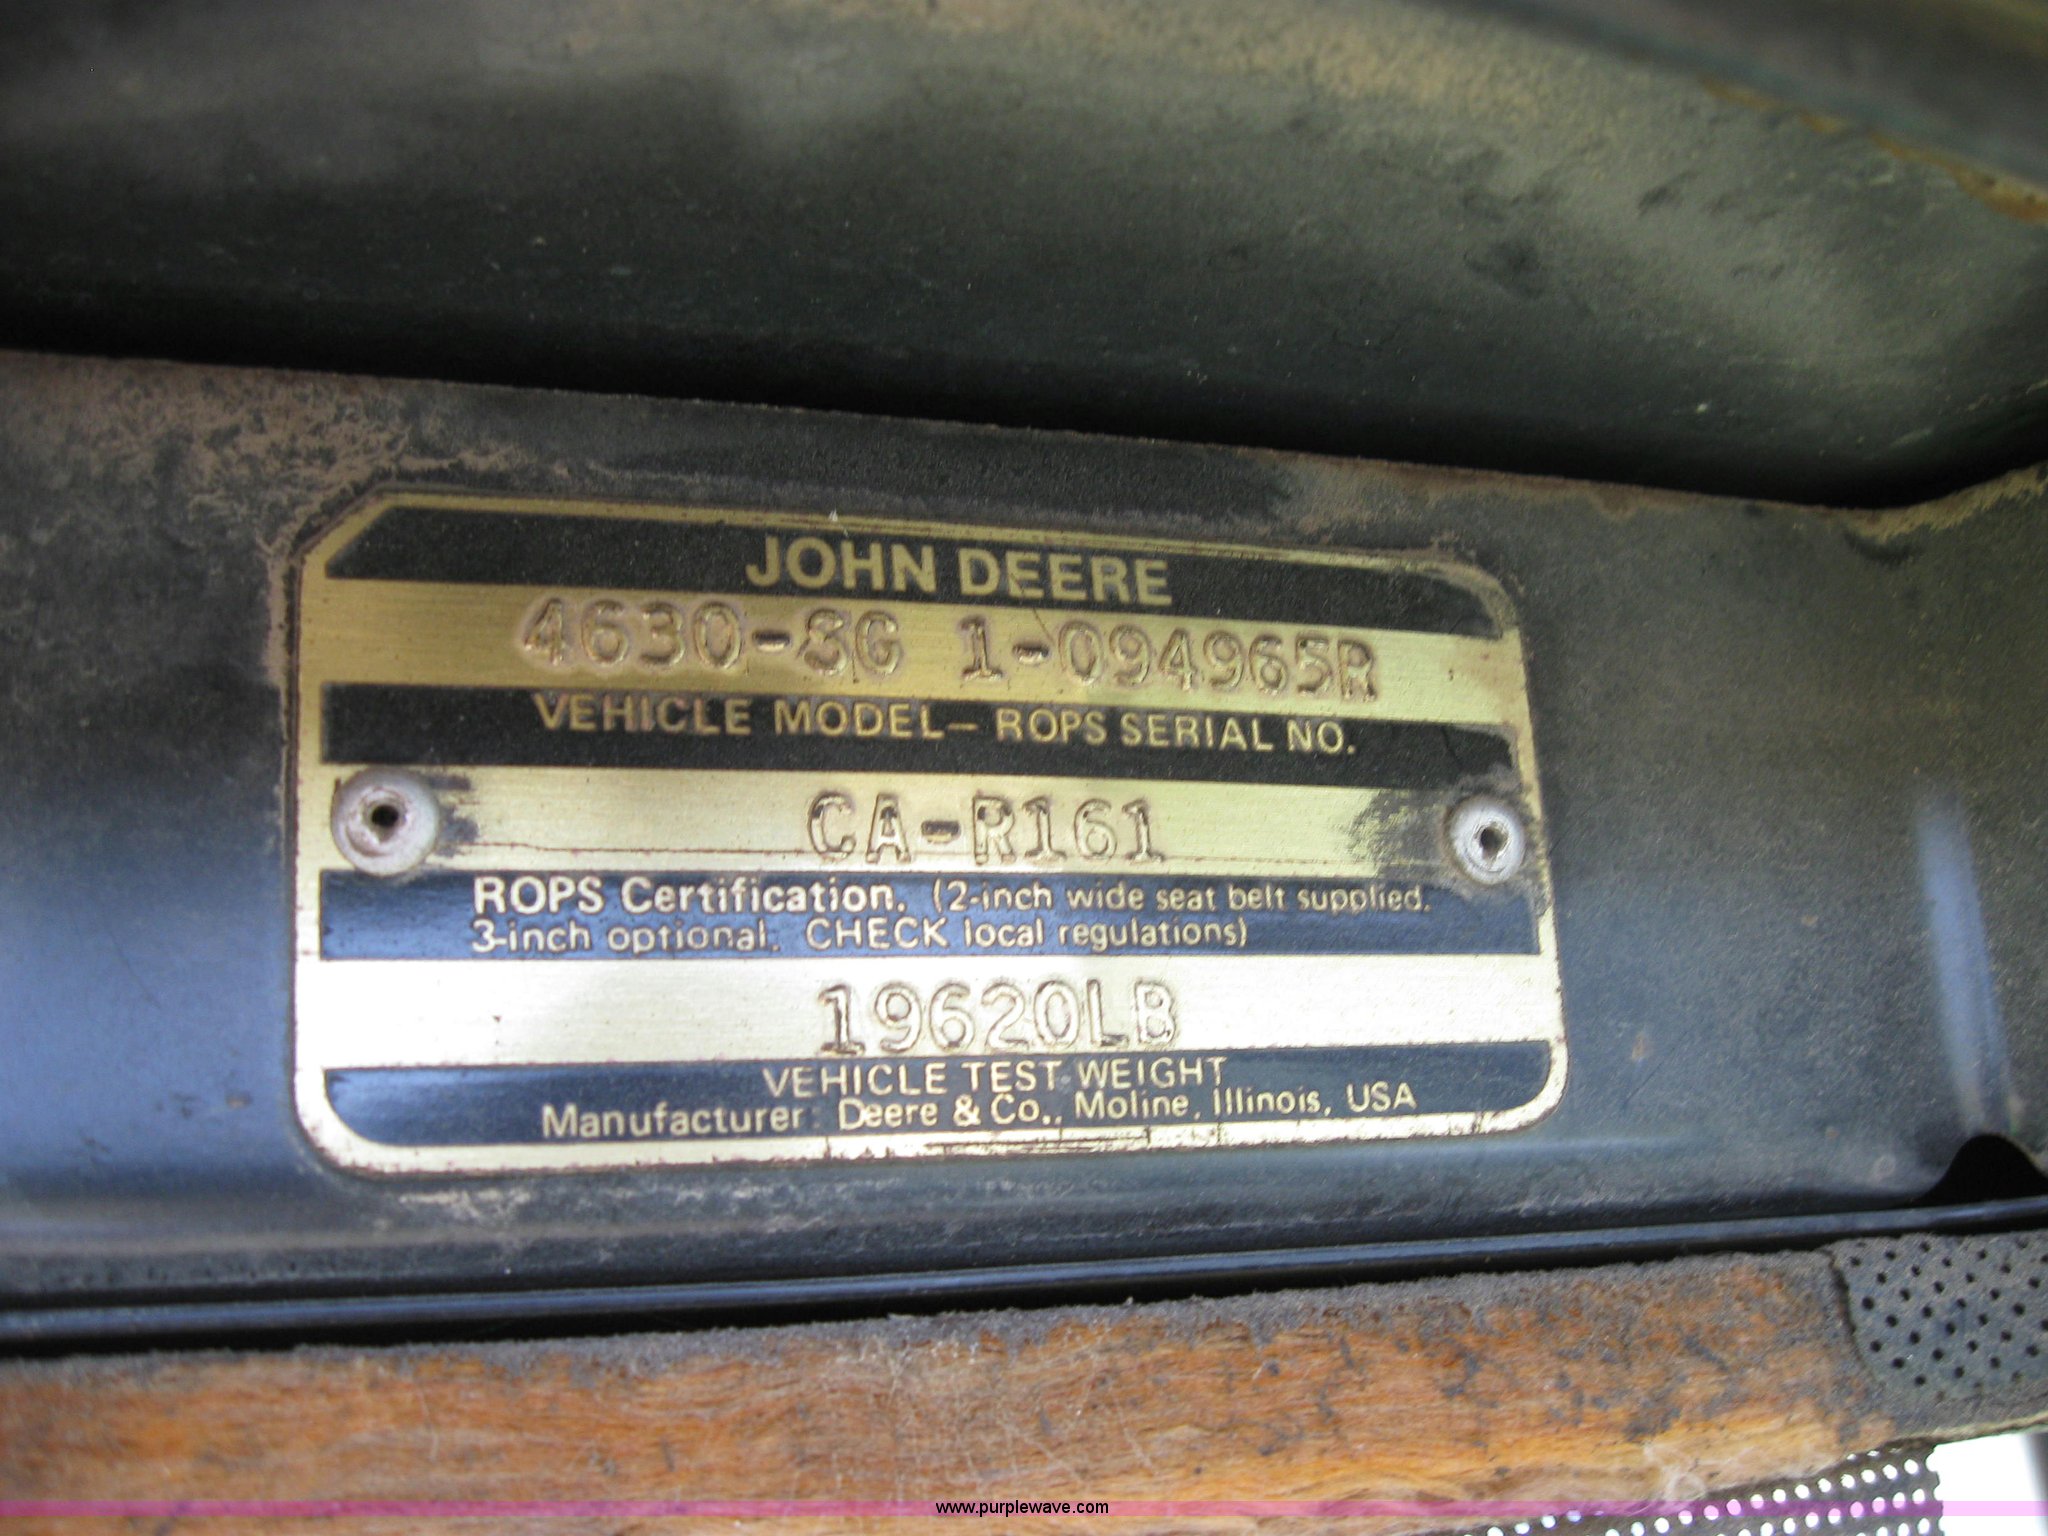 JOHN DEERE
4630-SG 1-094965R
VEHICLE MODEL - ROPS SERIAL NO.
CA-R161
ROPS Certification. (2-inch wide seat belt supplied.
3-inch optional. CHECK local regulations)
19620LB
VEHICLE TEST WEIGHT
Manufacturer: Deere & Co., Moline, Illinois, USA
www.purplewave.com